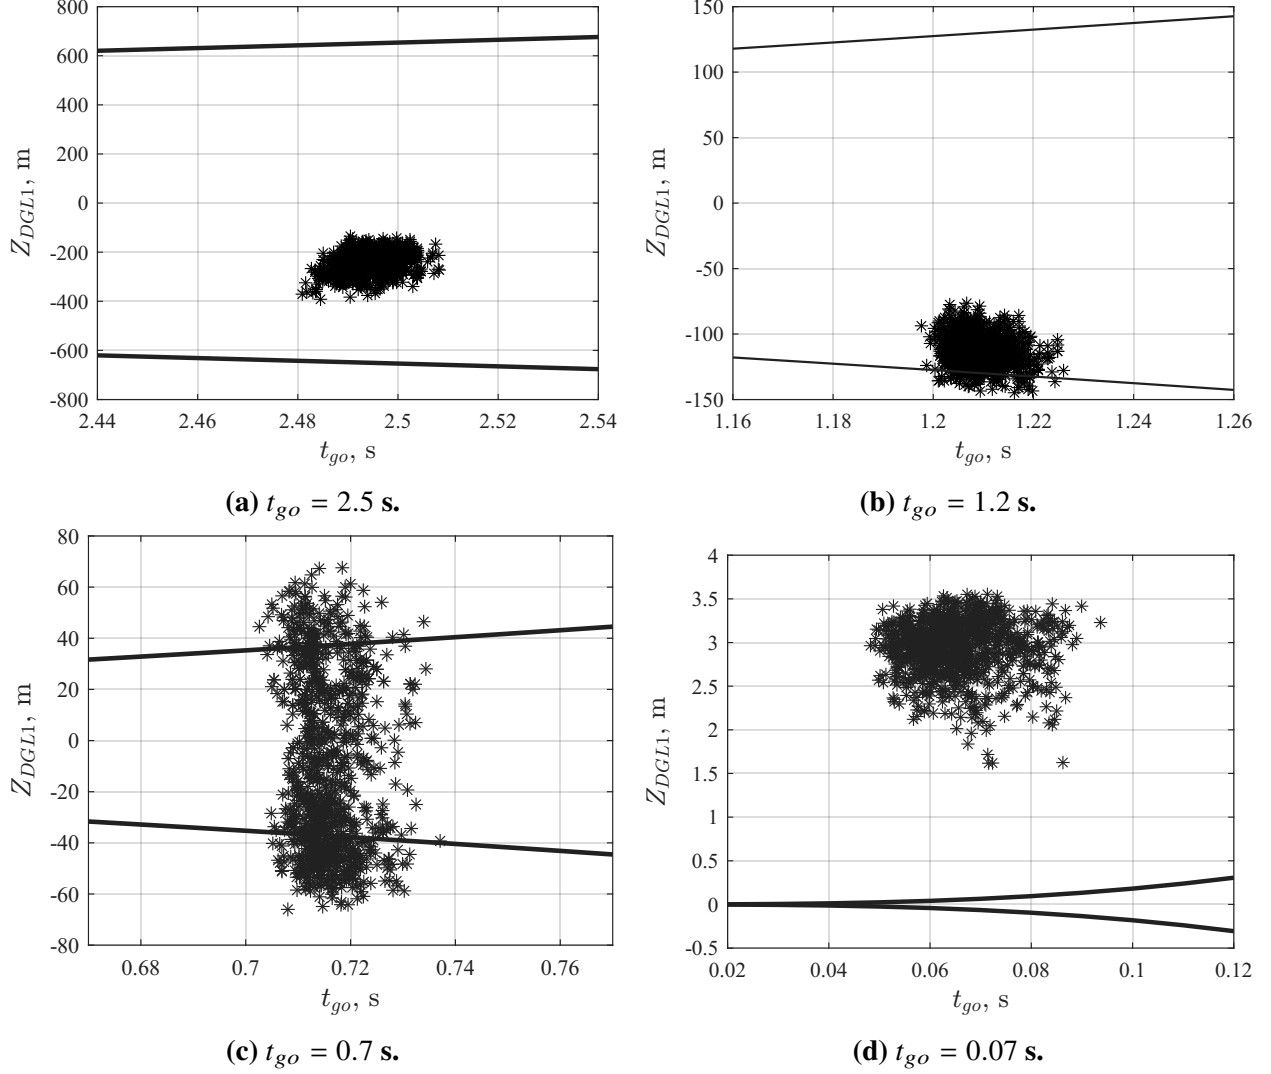 800
600
400
200
0
-200
-400
-600
-800
2.44 2.46 2.48 2.5 2.52 2.54
Z_{DGL1}, m
t_{go}, s
(a) t_{go} = 2.5 s.
150
100
50
0
-50
-100
-150
1.16 1.18 1.2 1.22 1.24 1.26
Z_{DGL1}, m
t_{go}, s
(b) t_{go} = 1.2 s.
80
60
40
20
0
-20
-40
-60
-80
0.68 0.7 0.72 0.74 0.76
Z_{DGL1}, m
t_{go}, s
(c) t_{go} = 0.7 s.
4
3.5
3
2.5
2
1.5
1
0.5
0
-0.5
0.02 0.04 0.06 0.08 0.1 0.12
Z_{DGL1}, m
t_{go}, s
(d) t_{go} = 0.07 s.